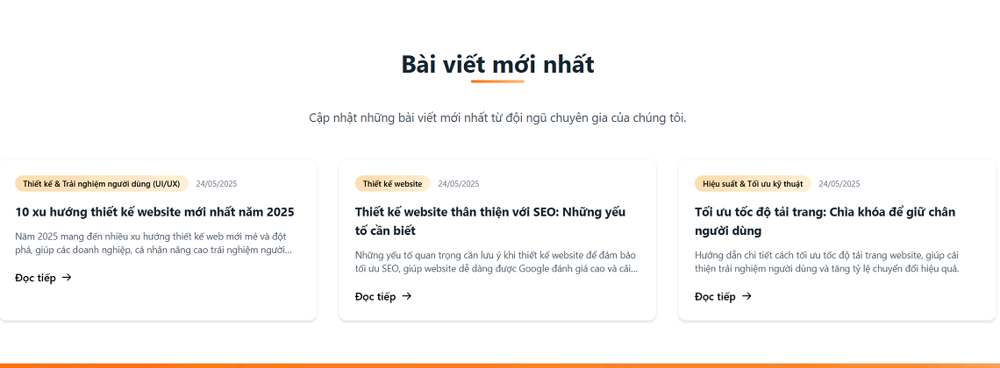 Bài viết mới nhất
Cập nhật những bài viết mới nhất từ đội ngũ chuyên gia của chúng tôi.
Thiết kế & Trải nghiệm người dùng (UI/UX) 24/05/2025
10 xu hướng thiết kế website mới nhất năm 2025
Năm 2025 mang đến nhiều xu hướng thiết kế web mới mẻ và đột
phá, giúp các doanh nghiệp, cá nhân nâng cao trải nghiệm người...
Đọc tiếp →
Thiết kế website 24/05/2025
Thiết kế website thân thiện với SEO: Những yếu
tố cần biết
Những yếu tố quan trọng cần lưu ý khi thiết kế website để đảm bảo
tối ưu SEO, giúp website dễ dàng được Google đánh giá cao và cải...
Đọc tiếp →
Hiệu suất & Tối ưu kỹ thuật 24/05/2025
Tối ưu tốc độ tải trang: Chìa khóa để giữ chân
người dùng
Hướng dẫn chi tiết cách tối ưu tốc độ tải trang website, giúp cải
thiện trải nghiệm người dùng và tăng tỷ lệ chuyển đổi hiệu quả.
Đọc tiếp →